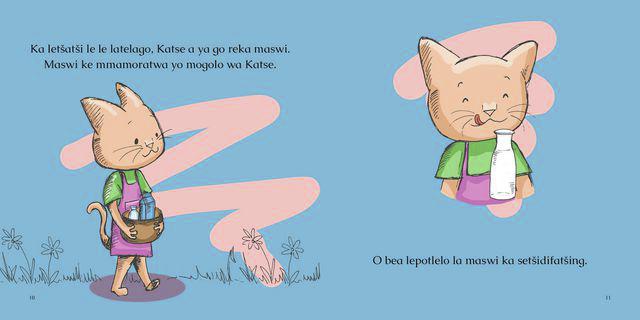 Ka letšatši le le latelago, Katse a ya go reka maswi.
Maswi ke mmamoratwa yo mogolo wa Katse.
O bea lepotlelo la maswi ka setšidifatšing.
10
11